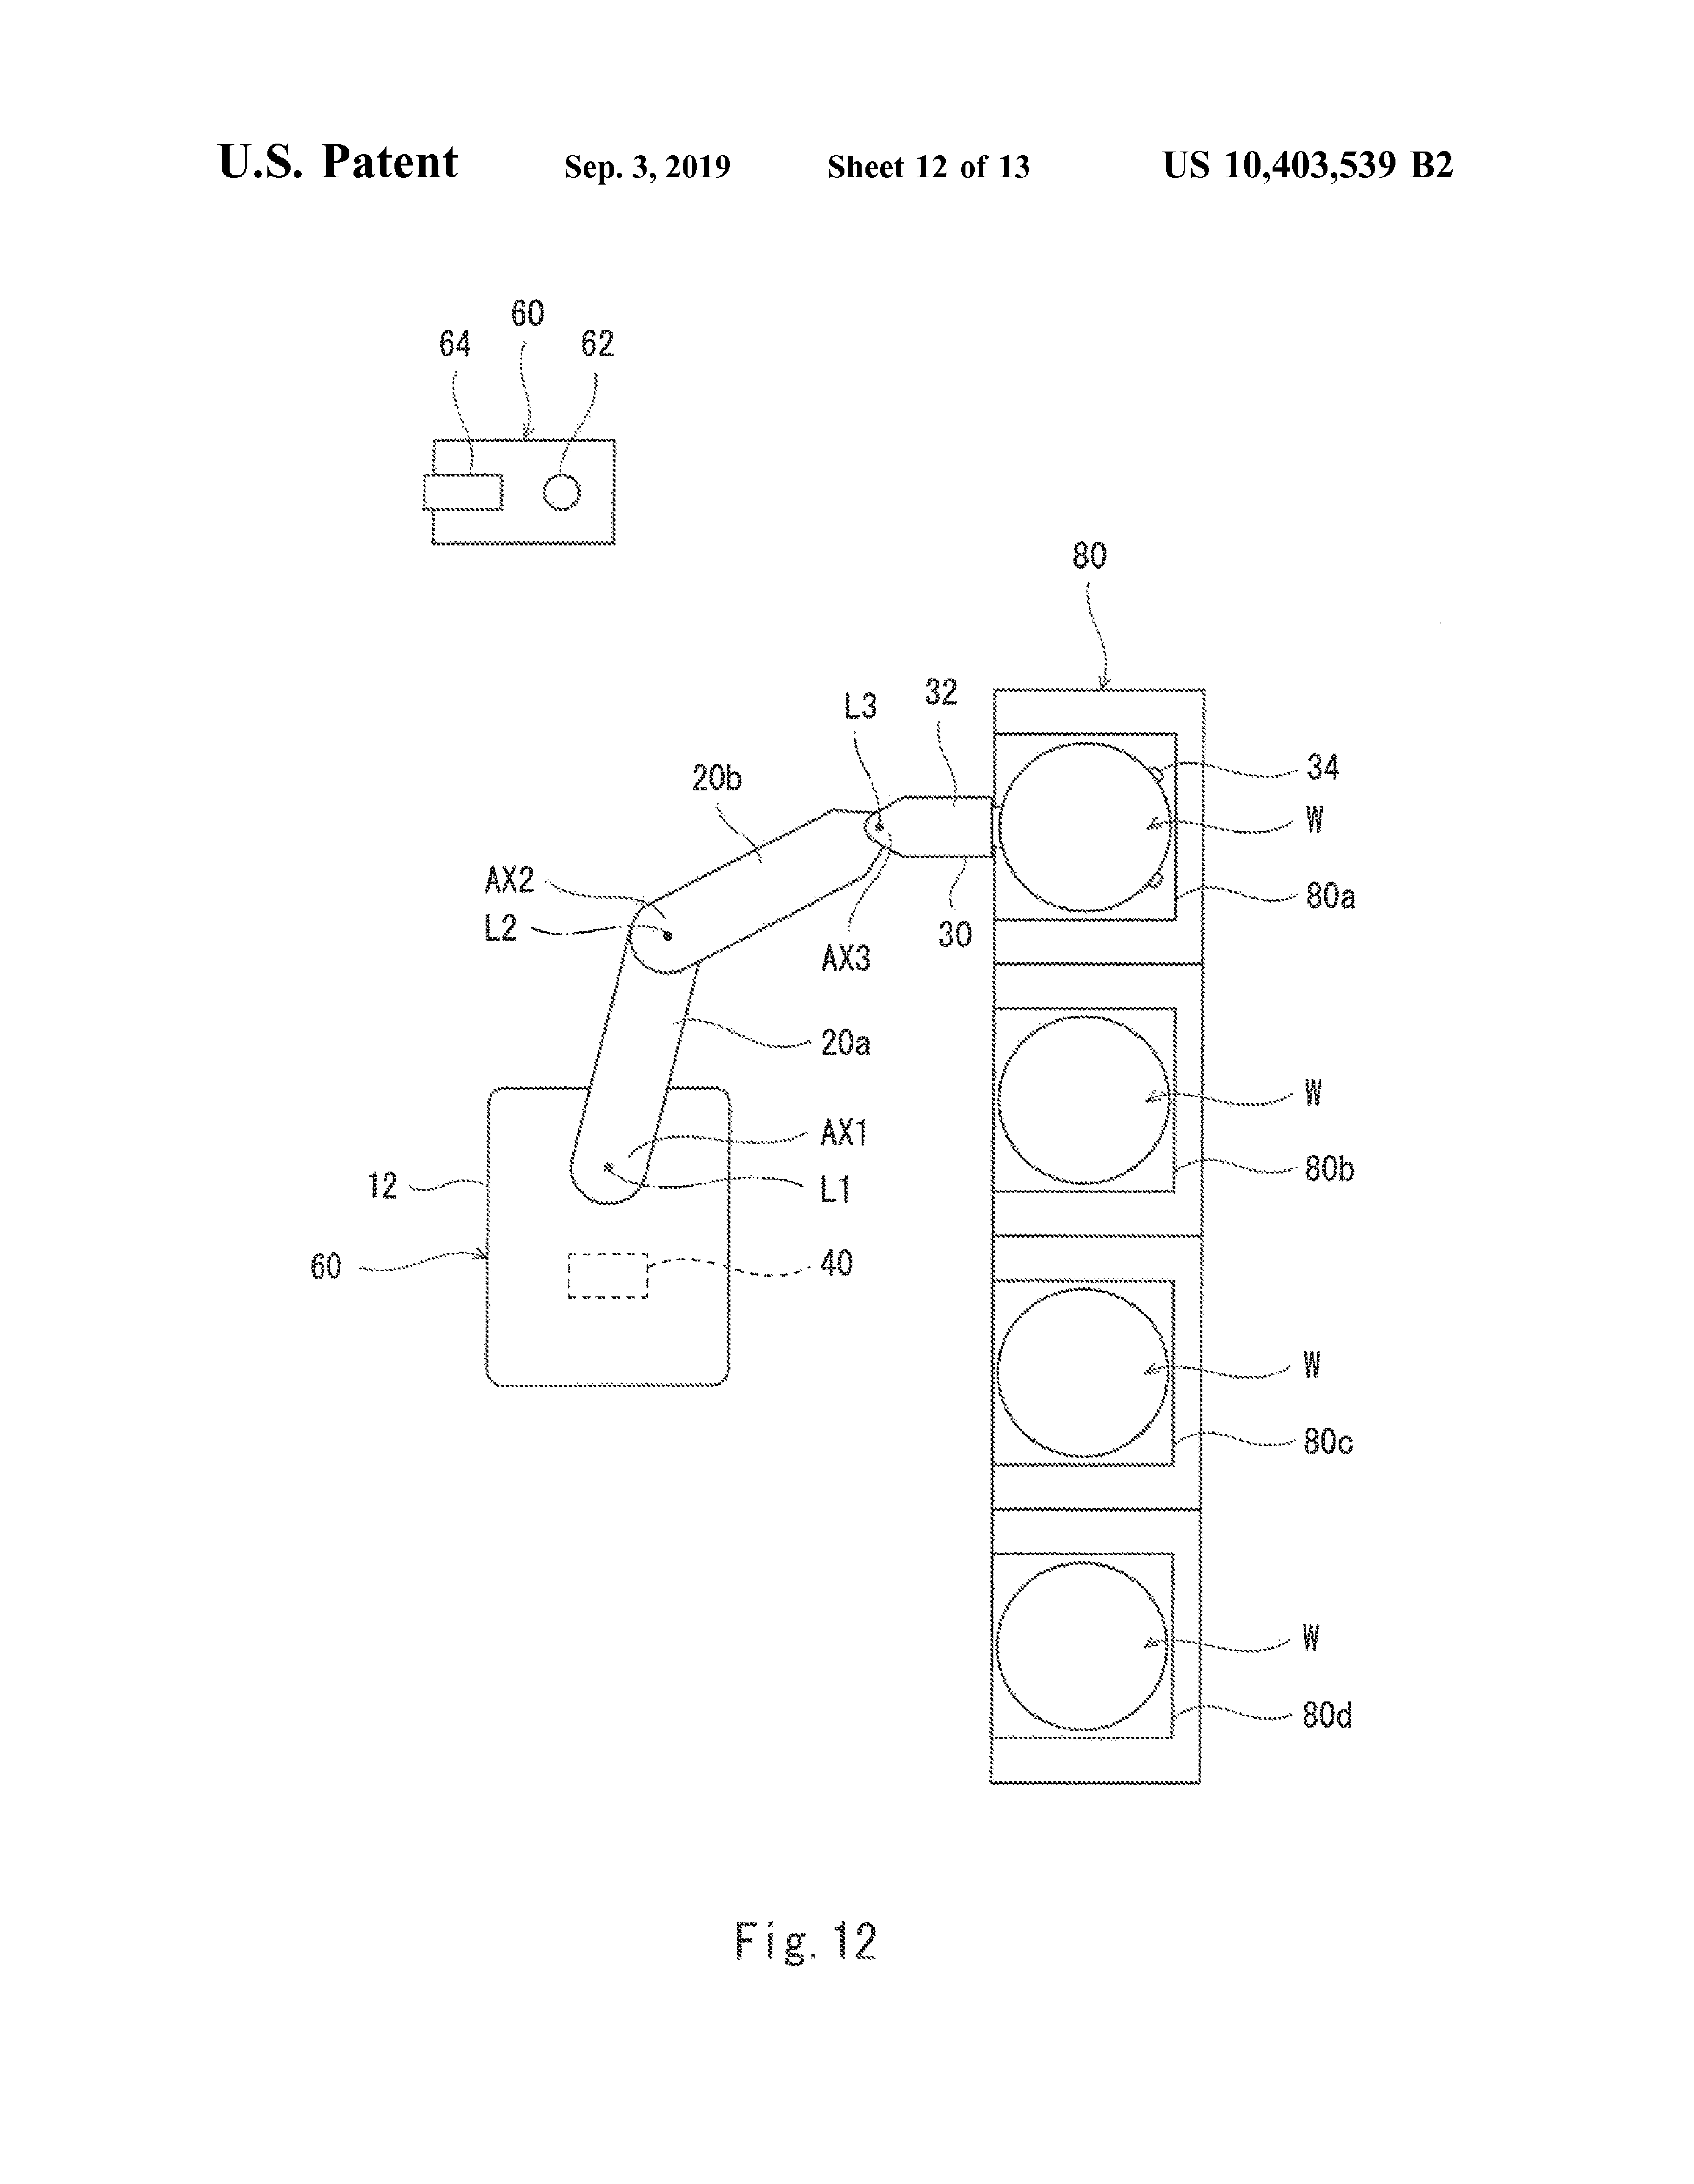 U.S. Patent Sep. 3, 2019 Sheet 12 of 13 US 10,403,539 B2
60
64 62
80
L3 32
20b 34
W
AX2 80a
L2 30
AX3
20a
W
AX1
12 L1 80b
60 40
W
80c
W
80d
Fig. 12